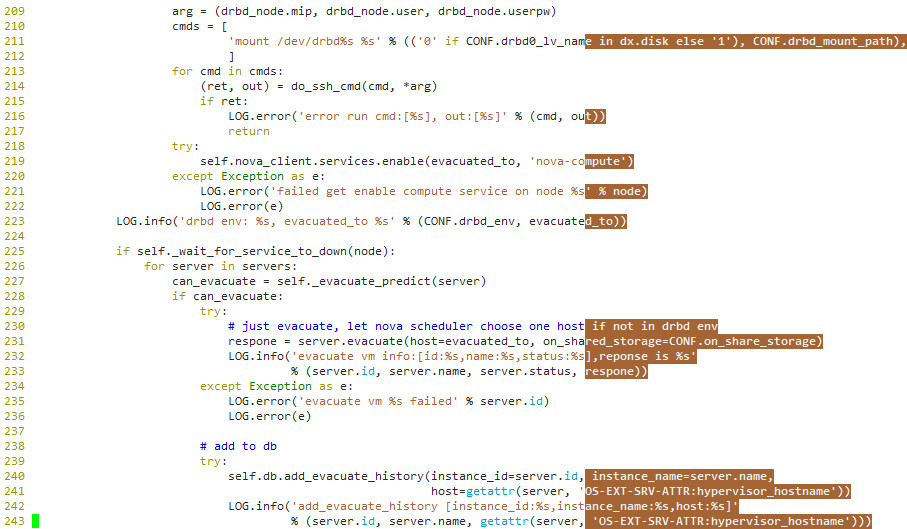 209                     arg = (drbd_node.mip, drbd_node.user, drbd_node.userpw)
210                     cmds = [
211                             'mount /dev/drbd%s %s' % (('0' if CONF.drbd0_lv_name in dx.disk else '1'), CONF.drbd_mount_path),
212                             ]
213                     for cmd in cmds:
214                         (ret, out) = do_ssh_cmd(cmd, *arg)
215                         if ret:
216                             LOG.error('error run cmd:[%s], out:[%s]' % (cmd, out))
217                             return
218                     try:
219                         self.nova_client.services.enable(evacuated_to, 'nova-compute')
220                     except Exception as e:
221                         LOG.error('failed get enable compute service on node %s' % node)
222                         LOG.error(e)
223             LOG.info('drbd env: %s, evacuated_to %s' % (CONF.drbd_env, evacuated_to))
224
225             if self._wait_for_service_to_down(node):
226                 for server in servers:
227                     can_evacuate = self._evacuate_predict(server)
228                     if can_evacuate:
229                         try:
230                             # just evacuate, let nova scheduler choose one host if not in drbd env
231                             respone = server.evacuate(host=evacuated_to, on_shared_storage=CONF.on_share_storage)
232                             LOG.info('evacuate vm info:[id:%s,name:%s,status:%s],reponse is %s'
233                                      % (server.id, server.name, server.status, respone))
234                         except Exception as e:
235                             LOG.error('evacuate vm %s failed' % server.id)
236                             LOG.error(e)
237
238                         # add to db
239                         try:
240                             self.db.add_evacuate_history(instance_id=server.id, instance_name=server.name,
241                                                          host=getattr(server, 'OS-EXT-SRV-ATTR:hypervisor_hostname'))
242                             LOG.info('add_evacuate_history [instance_id:%s,instance_name:%s,host:%s]'
243                                      % (server.id, server.name, getattr(server, 'OS-EXT-SRV-ATTR:hypervisor_hostname')))